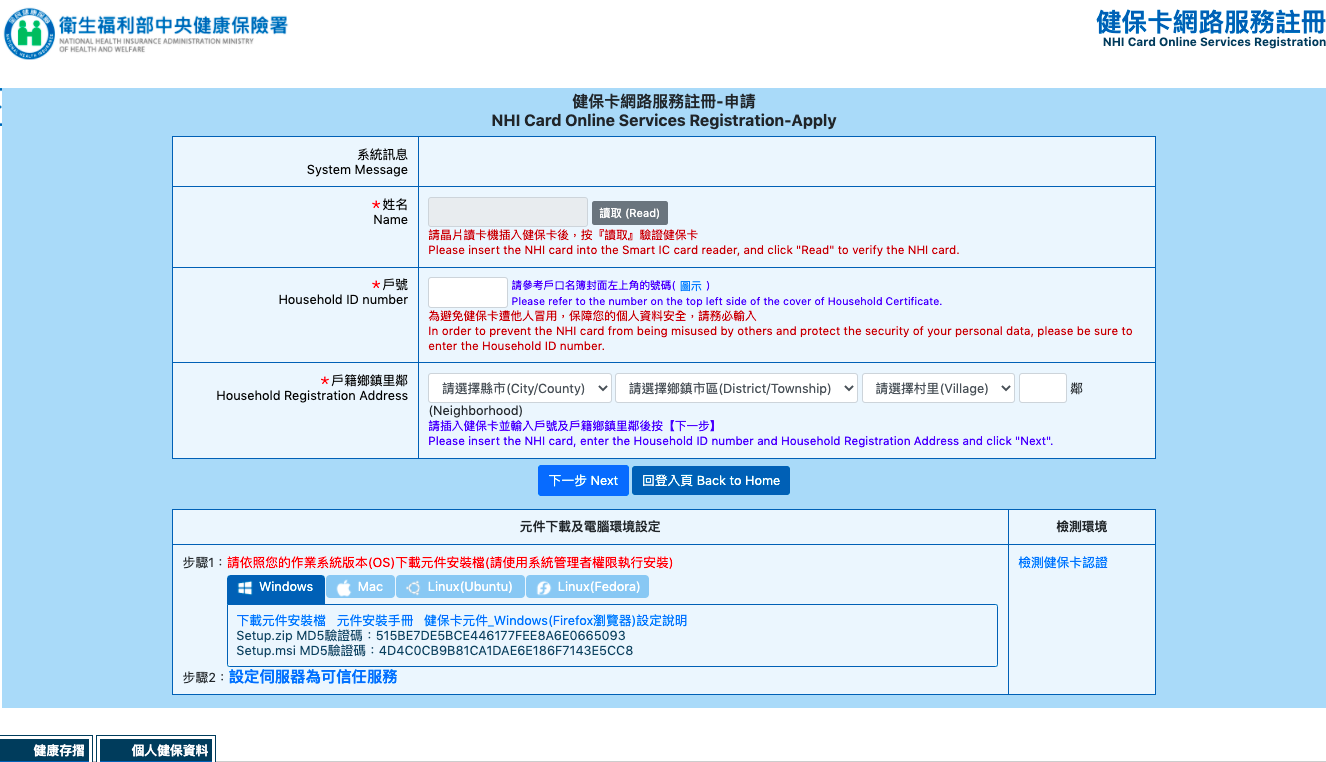 衛生福利部中央健康保險署
NATIONAL HEALTH INSURANCE ADMINISTRATION MINISTRY
OF HEALTH AND WELFARE
健保卡網路服務註冊
NHI Card Online Services Registration
健保卡網路服務註冊-申請
NHI Card Online Services Registration-Apply
系統訊息
System Message
*姓名
Name
讀取 (Read)
請晶片讀卡機插入健保卡後，按『讀取』驗證健保卡
Please insert the NHI card into the Smart IC card reader, and click "Read" to verify the NHI card.
*戶號
Household ID number
請參考戶口名簿封面左上角的號碼( 圖示 )
Please refer to the number on the top left side of the cover of Household Certificate.
為避免健保卡遭他人冒用，保障您的個人資料安全，請務必輸入
In order to prevent the NHI card from being misused by others and protect the security of your personal data, please be sure to
enter the Household ID number.
*戶籍鄉鎮里鄰
Household Registration Address
請選擇縣市(City/County) 請選擇鄉鎮市區(District/Township) 請選擇村里(Village) 鄰
(Neighborhood)
請插入健保卡並輸入戶號及戶籍鄉鎮里鄰後按【下一步】
Please insert the NHI card, enter the Household ID number and Household Registration Address and click "Next".
下一步 Next 回登入頁 Back to Home
元件下載及電腦環境設定 檢測環境
步驟1：請依照您的作業系統版本(OS)下載元件安裝檔(請使用系統管理者權限執行安裝) 檢測健保卡認證
Windows Mac Linux(Ubuntu) Linux(Fedora)
下載元件安裝檔 元件安裝手冊 健保卡元件_Windows(Firefox瀏覽器)設定說明
Setup.zip MD5驗證碼：515BE7DE5BCE446177FEE8A6E0665093
Setup.msi MD5驗證碼：4D4C0CB9B81CA1DAE6E186F7143E5CC8
步驟2：設定伺服器為可信任服務
健康存摺 個人健保資料